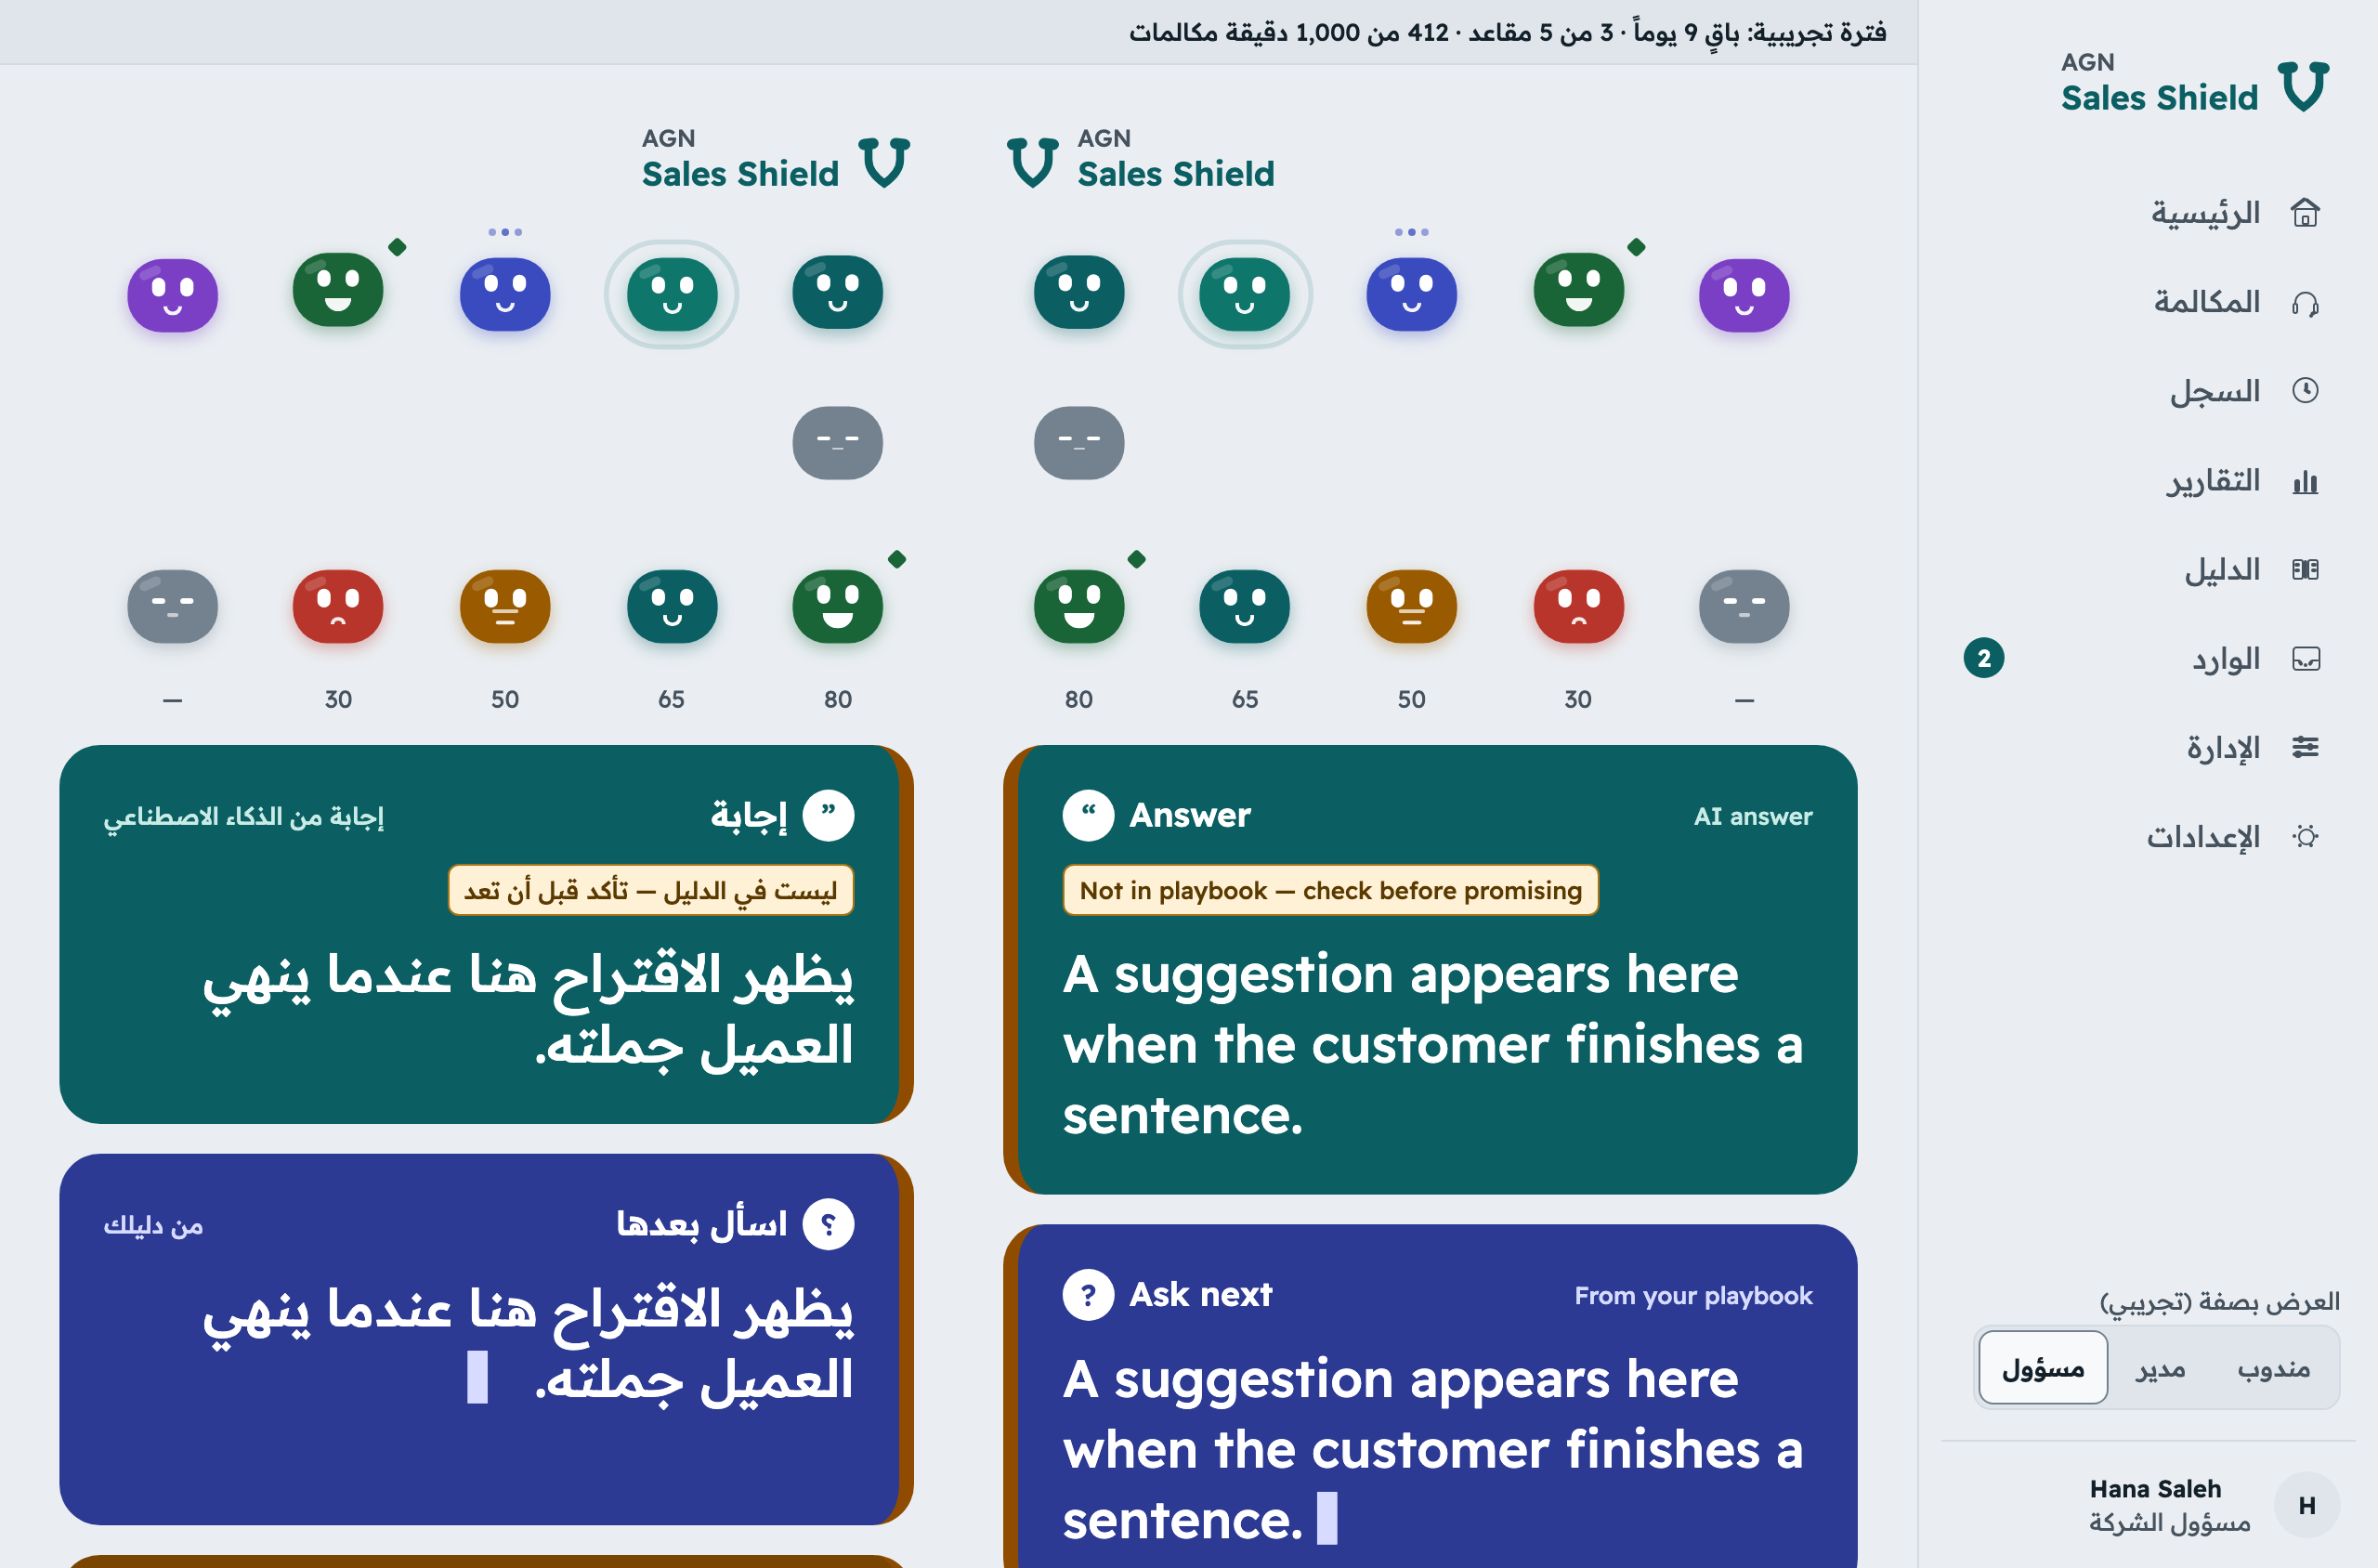 فترة تجريبية: باقٍ 9 يوماً · 3 من 5 مقاعد · 412 من 1,000 دقيقة مكالمات
AGN
Sales Shield
الرئيسية
المكالمة
السجل
التقارير
الدليل
الوارد
2
الإدارة
الإعدادات
العرض بصفة (تجريبي)
مندوب
مدير
مسؤول
H
Hana Saleh
مسؤول الشركة
AGN
Sales Shield
80
65
50
30
—
“
Answer
AI answer
Not in playbook — check before promising
A suggestion appears here
when the customer finishes a
sentence.
?
Ask next
From your playbook
A suggestion appears here
when the customer finishes a
sentence.
AGN
Sales Shield
80
65
50
30
—
”
إجابة
إجابة من الذكاء الاصطناعي
ليست في الدليل — تأكد قبل أن تعد
يظهر الاقتراح هنا عندما ينهي
العميل جملته.
؟
اسأل بعدها
من دليلك
يظهر الاقتراح هنا عندما ينهي
العميل جملته.